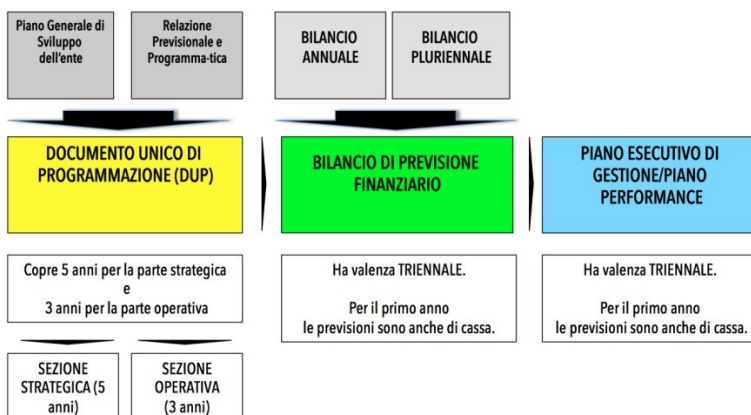 Piano Generale di
Sviluppo
dell'ente
Relazione
Previsionale e
Programma-tica
BILANCIO
ANNUALE
BILANCIO
PLURIENNALE
DOCUMENTO UNICO DI
PROGRAMMAZIONE (DUP)
BILANCIO DI PREVISIONE
FINANZIARIO
PIANO ESECUTIVO DI
GESTIONE/PIANO
PERFORMANCE
Copre 5 anni per la parte strategica
e
3 anni per la parte operativa
Ha valenza TRIENNALE.
Per il primo anno
le previsioni sono anche di cassa.
Ha valenza TRIENNALE.
Per il primo anno
le previsioni sono anche di cassa.
SEZIONE
STRATEGICA (5
anni)
SEZIONE
OPERATIVA
(3 anni)